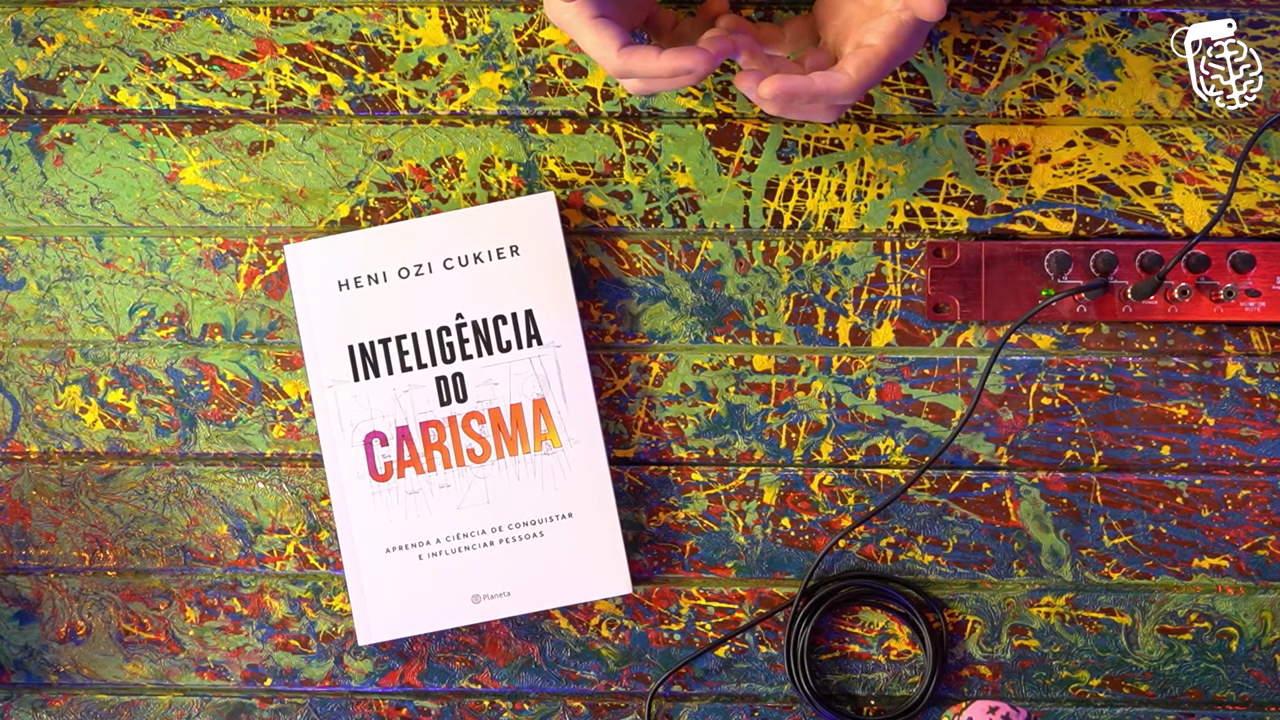 HENI OZI CUKIER
INTELIGÊNCIA
DO
CARISMA
APRENDA A CIÊNCIA DE CONQUISTAR
E INFLUENCIAR PESSOAS
Planeta